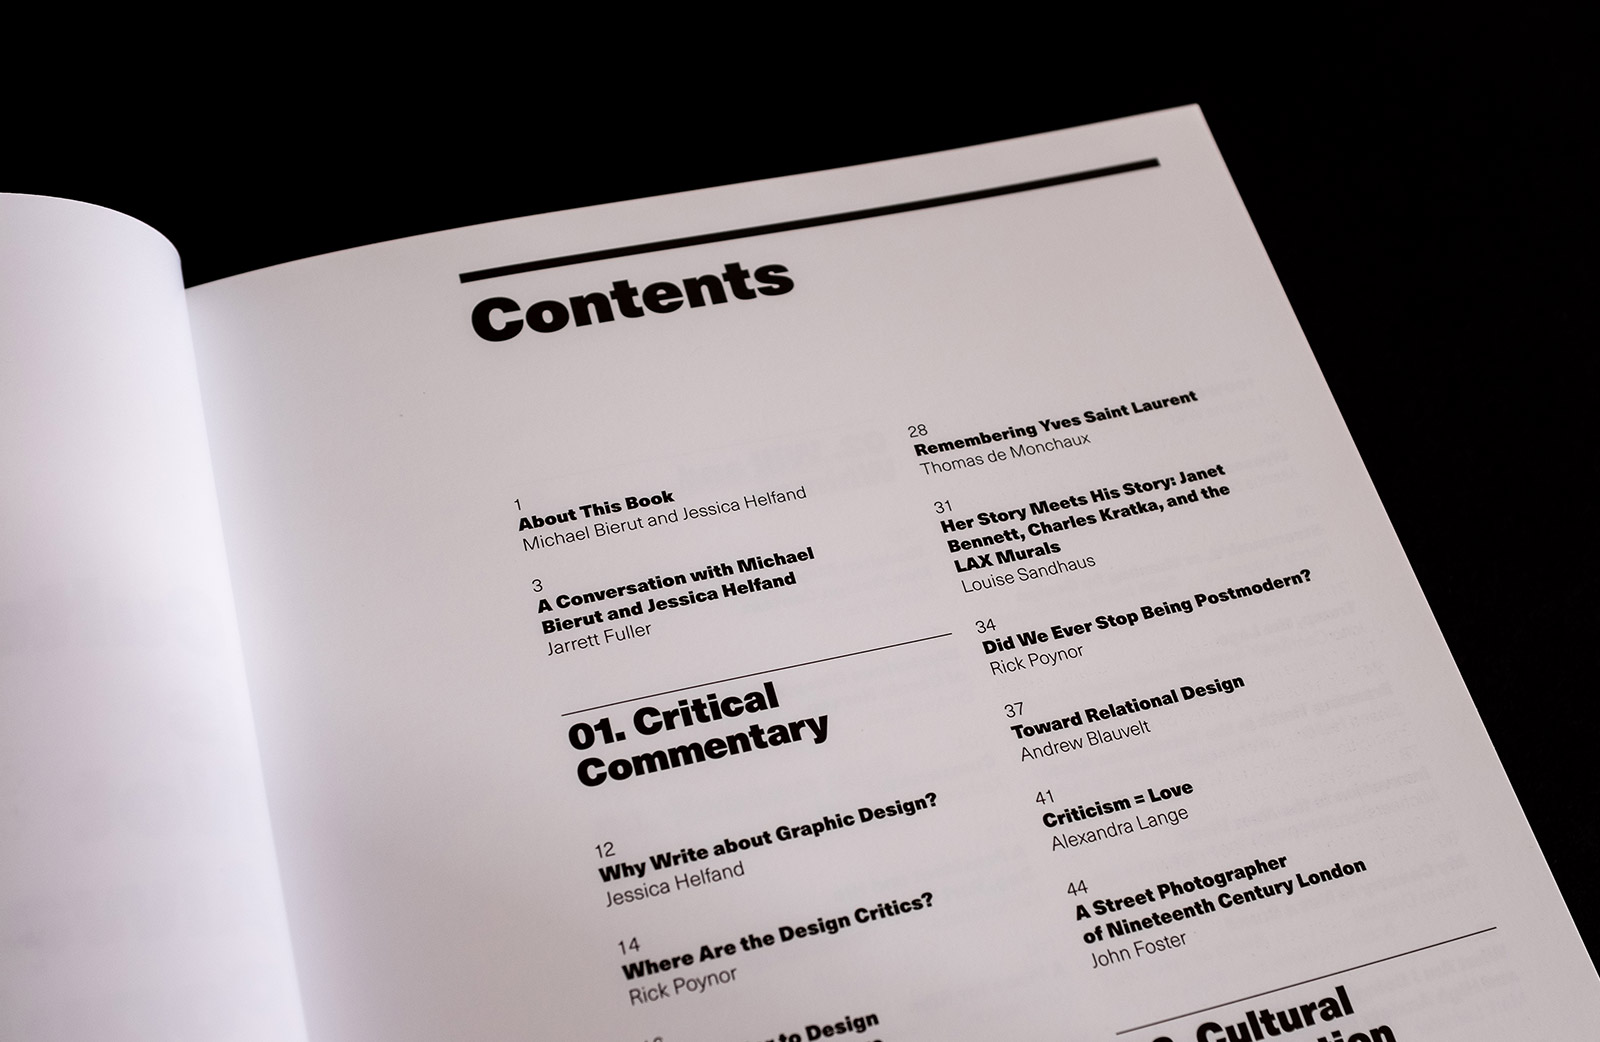 Contents
1
About This Book
Michael Bierut and Jessica Helfand
3
A Conversation with Michael
Bierut and Jessica Helfand
Jarrett Fuller
01. Critical
Commentary
12
Why Write about Graphic Design?
Jessica Helfand
14
Where Are the Design Critics?
Rick Poynor
to Design
28
Remembering Yves Saint Laurent
Thomas de Monchaux
31
Her Story Meets His Story: Janet
Bennett, Charles Kratka, and the
LAX Murals
Louise Sandhaus
34
Did We Ever Stop Being Postmodern?
Rick Poynor
37
Toward Relational Design
Andrew Blauvelt
41
Criticism = Love
Alexandra Lange
44
A Street Photographer
of Nineteenth Century London
John Foster
Cultural